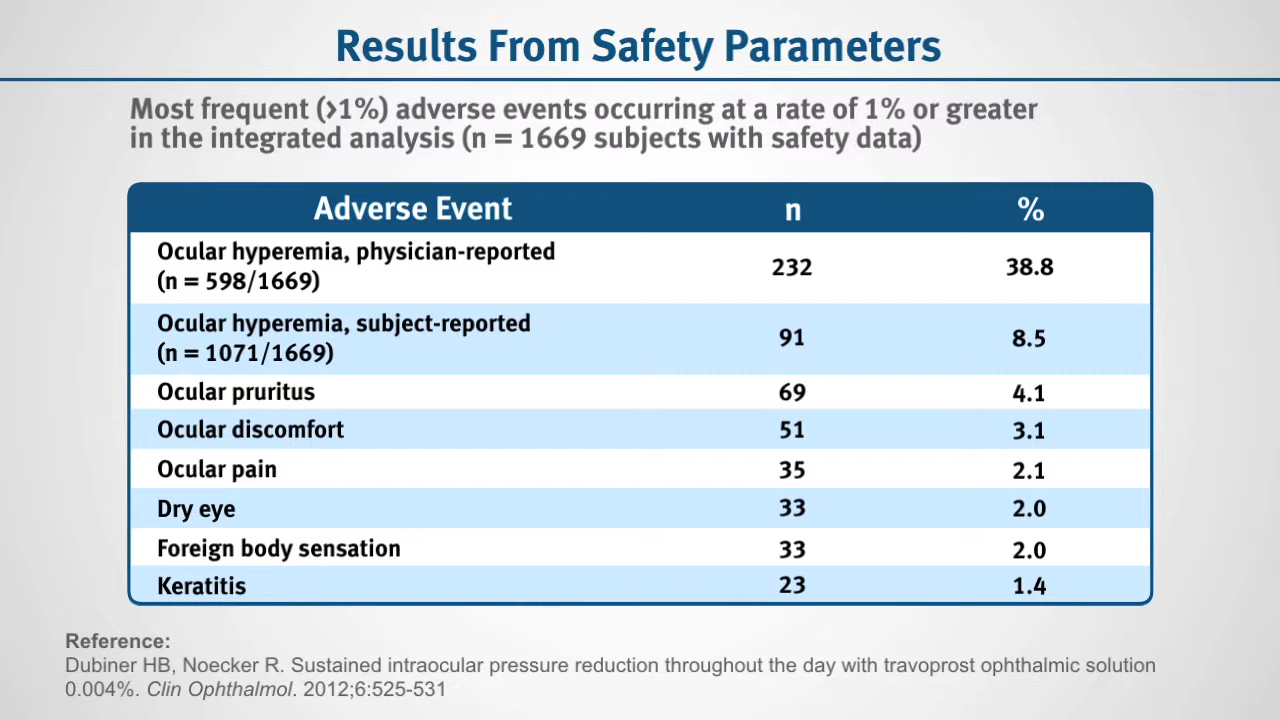 Results From Safety Parameters
Most frequent (>1%) adverse events occurring at a rate of 1% or greater
in the integrated analysis (n = 1669 subjects with safety data)
Adverse Event n %
Ocular hyperemia, physician-reported
(n = 598/1669) 232 38.8
Ocular hyperemia, subject-reported
(n = 1071/1669) 91 8.5
Ocular pruritus 69 4.1
Ocular discomfort 51 3.1
Ocular pain 35 2.1
Dry eye 33 2.0
Foreign body sensation 33 2.0
Keratitis 23 1.4
Reference:
Dubiner HB, Noecker R. Sustained intraocular pressure reduction throughout the day with travoprost ophthalmic solution
0.004%. Clin Ophthalmol. 2012;6:525-531